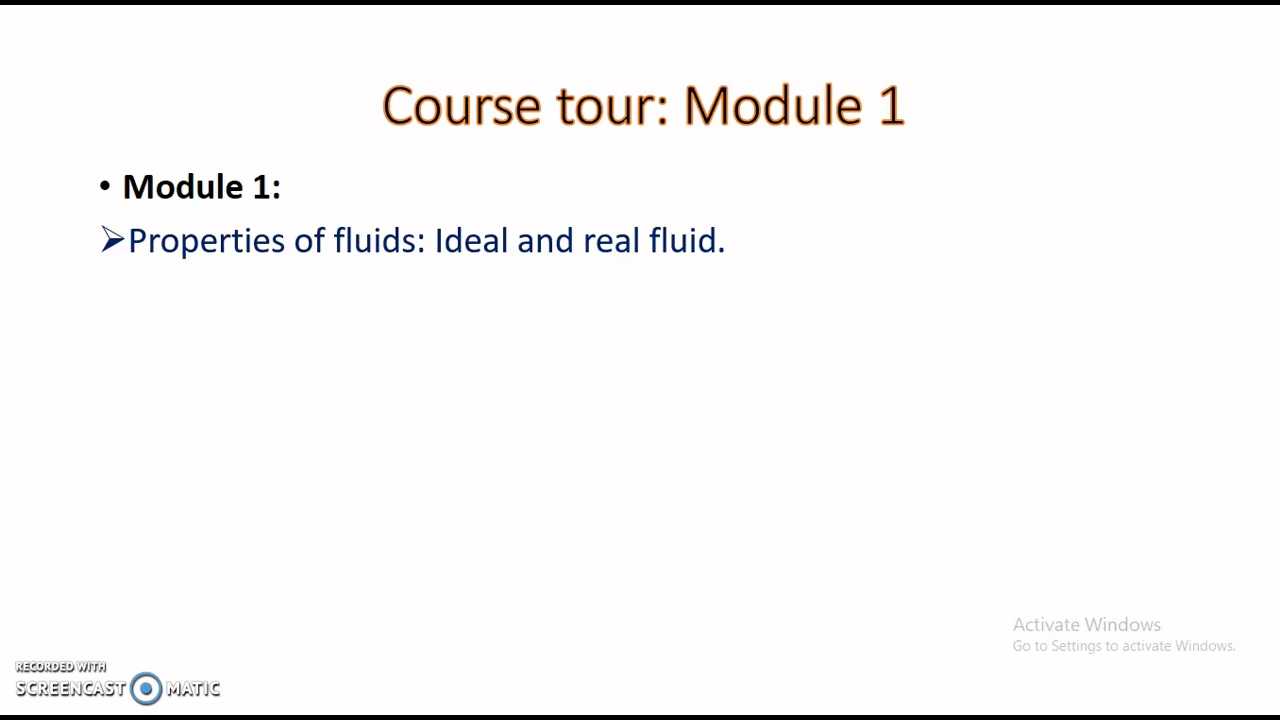 Course tour: Module 1
• Module 1:
➢Properties of fluids: Ideal and real fluid.
Activate Windows
Go to Settings to activate Windows.
RECORDED WITH
SCREENCAST MATIC